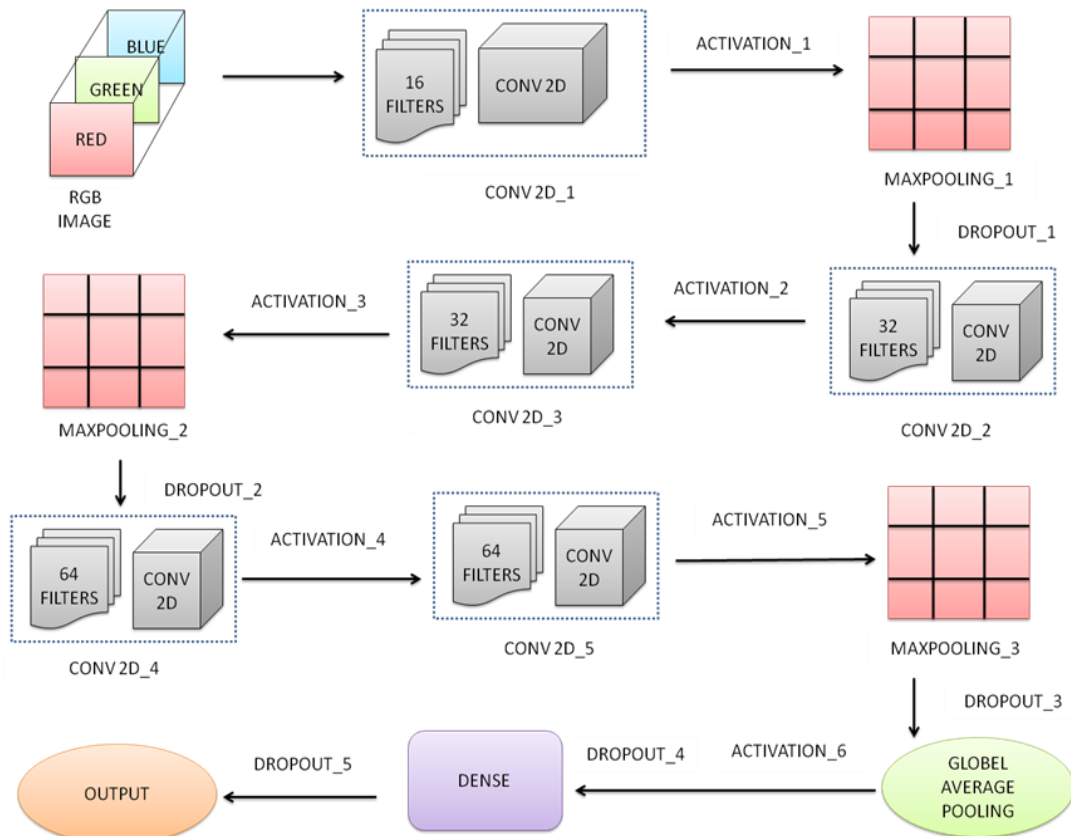 BLUE
GREEN
RED
RGB
IMAGE
16
FILTERS
CONV 2D
CONV 2D_1
ACTIVATION_1
MAXPOOLING_1
DROPOUT_1
32
FILTERS
CONV
2D
CONV 2D_2
ACTIVATION_2
32
FILTERS
CONV
2D
CONV 2D_3
ACTIVATION_3
MAXPOOLING_2
DROPOUT_2
64
FILTERS
CONV
2D
CONV 2D_4
ACTIVATION_4
64
FILTERS
CONV
2D
CONV 2D_5
ACTIVATION_5
MAXPOOLING_3
DROPOUT_3
GLOBEL
AVERAGE
POOLING
ACTIVATION_6
DROPOUT_4
DENSE
DROPOUT_5
OUTPUT